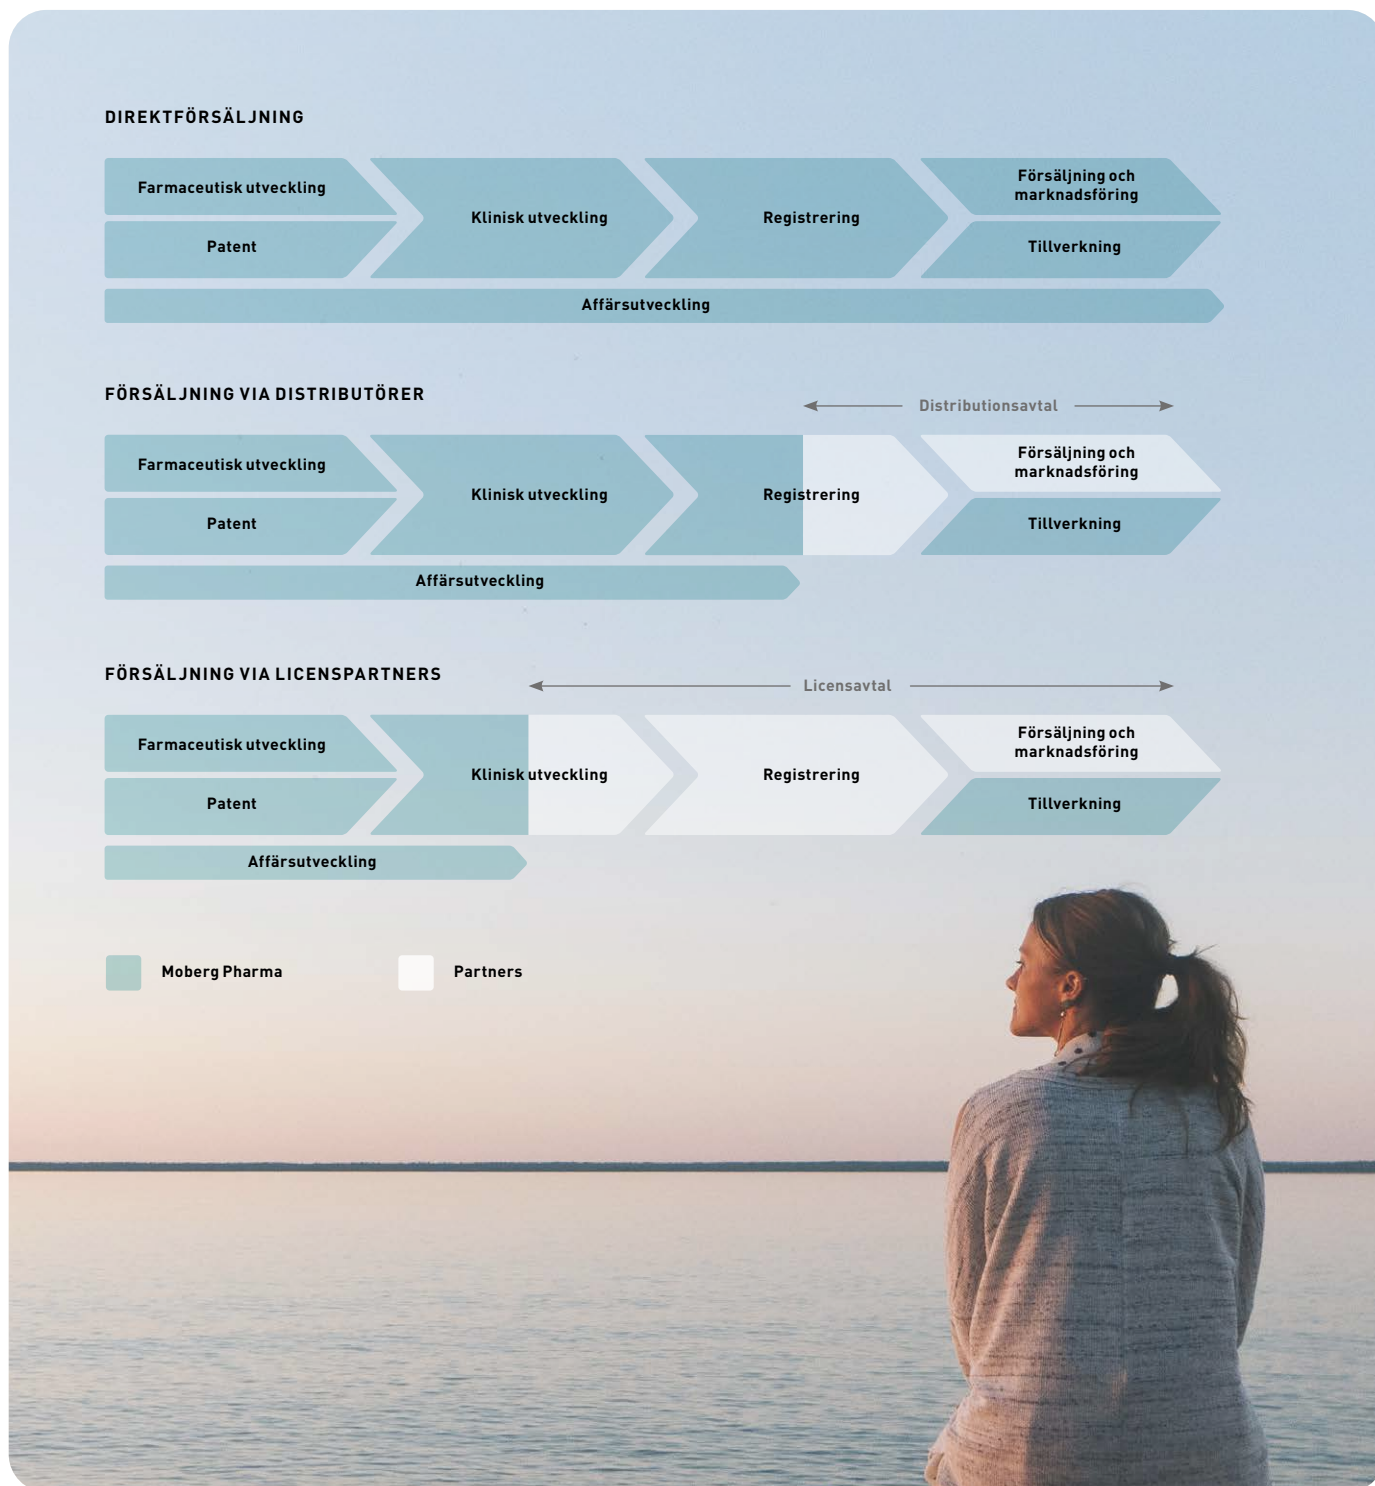 DIREKTFÖRSÄLJNING
Farmaceutisk utveckling
Patent
Klinisk utveckling
Registrering
Försäljning och
marknadsföring
Tillverkning
Affärsutveckling
FÖRSÄLJNING VIA DISTRIBUTÖRER
Distributionsavtal
Farmaceutisk utveckling
Patent
Klinisk utveckling
Registrering
Försäljning och
marknadsföring
Tillverkning
Affärsutveckling
FÖRSÄLJNING VIA LICENSPARTNERS
Licensavtal
Farmaceutisk utveckling
Patent
Klinisk utveckling
Registrering
Försäljning och
marknadsföring
Tillverkning
Affärsutveckling
Moberg Pharma
Partners